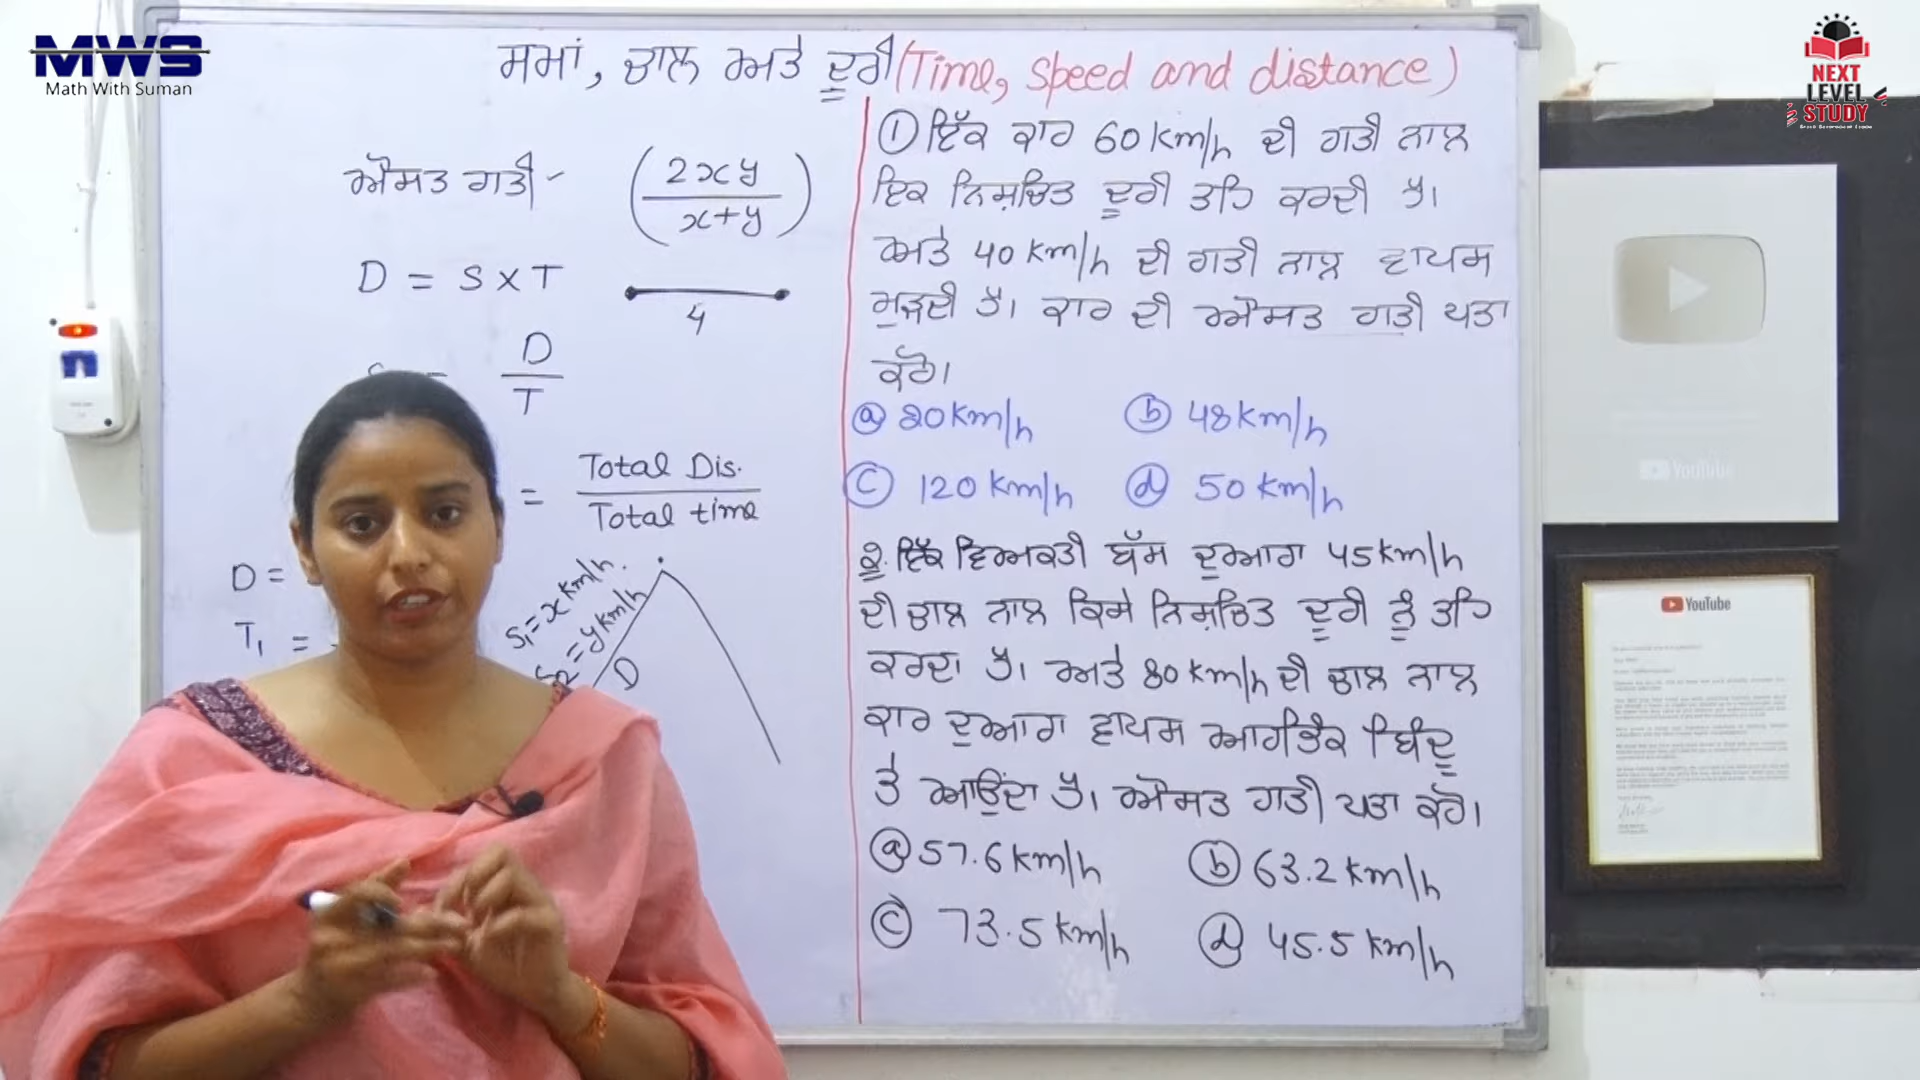 MWS
Math With Suman
NEXT
LEVEL
STUDY
ਸਮਾਂ, ਚਾਲ ਅਤੇ ਦੂਰੀ (Time, speed and distance)
ਔਸਤ ਗਤੀ - (2xy / x+y)
D = S x T
4
D
T
= Total Dis.
Total time
D =
T₁ =
S₁ = x km/h.
S₂ = y km/h
D
① ਇੱਕ ਕਾਰ 60 km/h ਦੀ ਗਤੀ ਨਾਲ
ਇਕ ਨਿਸ਼ਚਿਤ ਦੂਰੀ ਤਹਿ ਕਰਦੀ ਹੈ।
ਅਤੇ 40 km/h ਦੀ ਗਤੀ ਨਾਲ ਵਾਪਸ
ਮੁੜਦੀ ਹੈ। ਕਾਰ ਦੀ ਔਸਤ ਗਤੀ ਪਤਾ
ਕਰੋ।
ⓐ 80 km/h ⓑ 48 km/h
ⓒ 120 km/h ⓓ 50 km/h
2. ਇੱਕ ਵਿਅਕਤੀ ਬੱਸ ਦੁਆਰਾ 45 km/h
ਦੀ ਚਾਲ ਨਾਲ ਕਿਸੇ ਨਿਸ਼ਚਿਤ ਦੂਰੀ ਨੂੰ ਤਹਿ
ਕਰਦਾ ਹੈ। ਅਤੇ 80 km/h ਦੀ ਚਾਲ ਨਾਲ
ਕਾਰ ਦੁਆਰਾ ਵਾਪਸ ਆਰੰਭਿਕ ਬਿੰਦੂ
ਤੇ ਆਉਂਦਾ ਹੈ। ਔਸਤ ਗਤੀ ਪਤਾ ਕਰੋ।
ⓐ 57.6 km/h ⓑ 63.2 km/h
ⓒ 73.5 km/h ⓓ 45.5 km/h
YouTube
YouTube